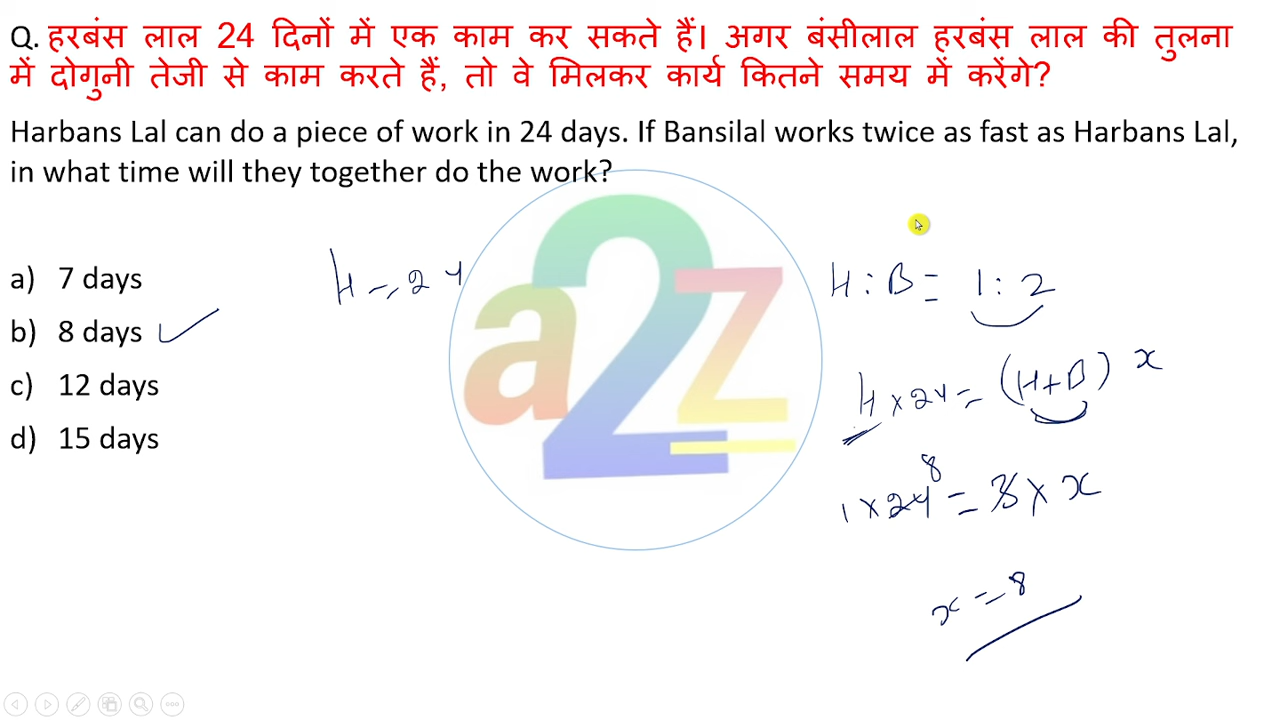 Q. हरबंस लाल 24 दिनों में एक काम कर सकते हैं। अगर बंसीलाल हरबंस लाल की तुलना
में दोगुनी तेजी से काम करते हैं, तो वे मिलकर कार्य कितने समय में करेंगे?
Harbans Lal can do a piece of work in 24 days. If Bansilal works twice as fast as Harbans Lal,
in what time will they together do the work?
a) 7 days
b) 8 days
c) 12 days
d) 15 days
a2z
H → 24
H : B = 1 : 2
H × 24 = (H+B) x
8
1 × 24 = 3 × x
x = 8